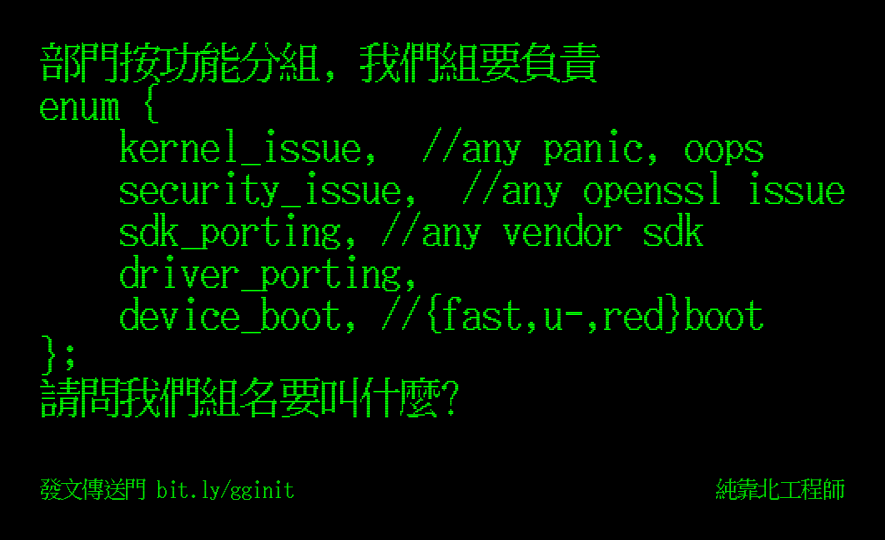 部門按功能分組, 我們組要負責
enum {
    kernel_issue,  //any panic, oops
    security_issue,  //any openssl issue
    sdk_porting, //any vendor sdk
    driver_porting,
    device_boot, //{fast,u-,red}boot
};
請問我們組名要叫什麼?
發文傳送門 bit.ly/gginit
純靠北工程師